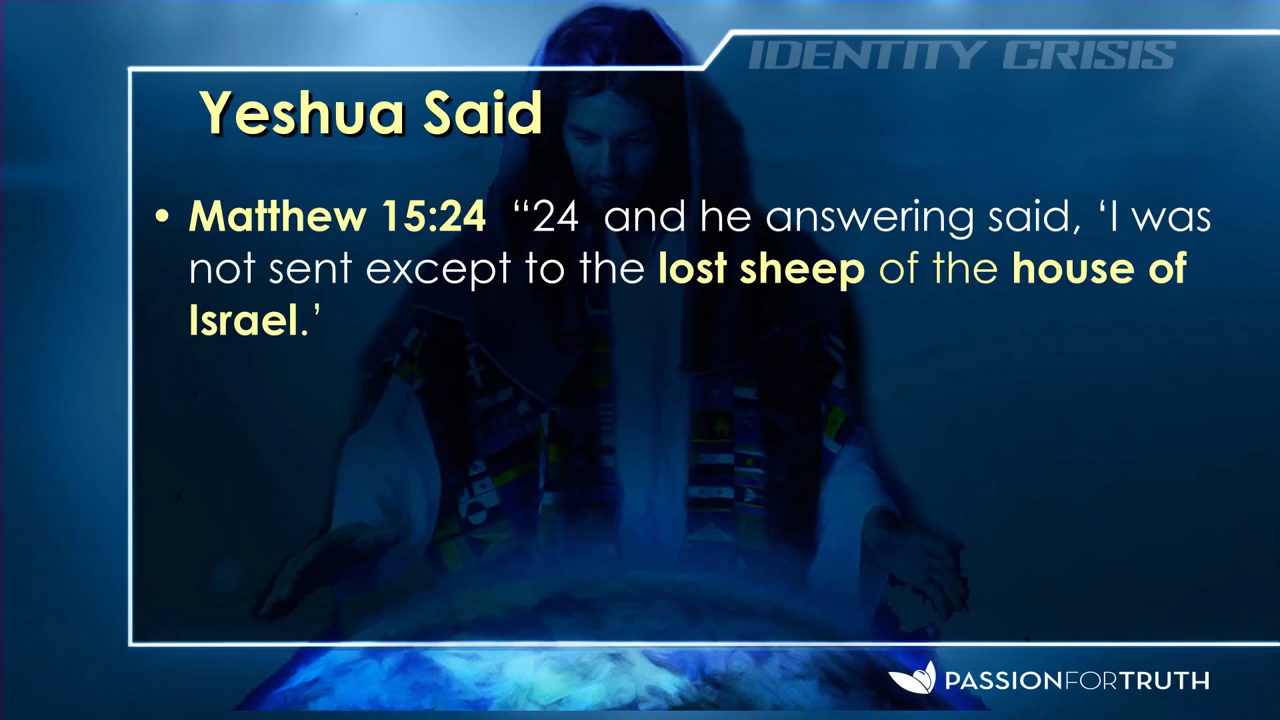 IDENTITY CRISIS
Yeshua Said
• Matthew 15:24 “24 and he answering said, ‘I was
not sent except to the lost sheep of the house of
Israel.’
PASSIONFORTRUTH